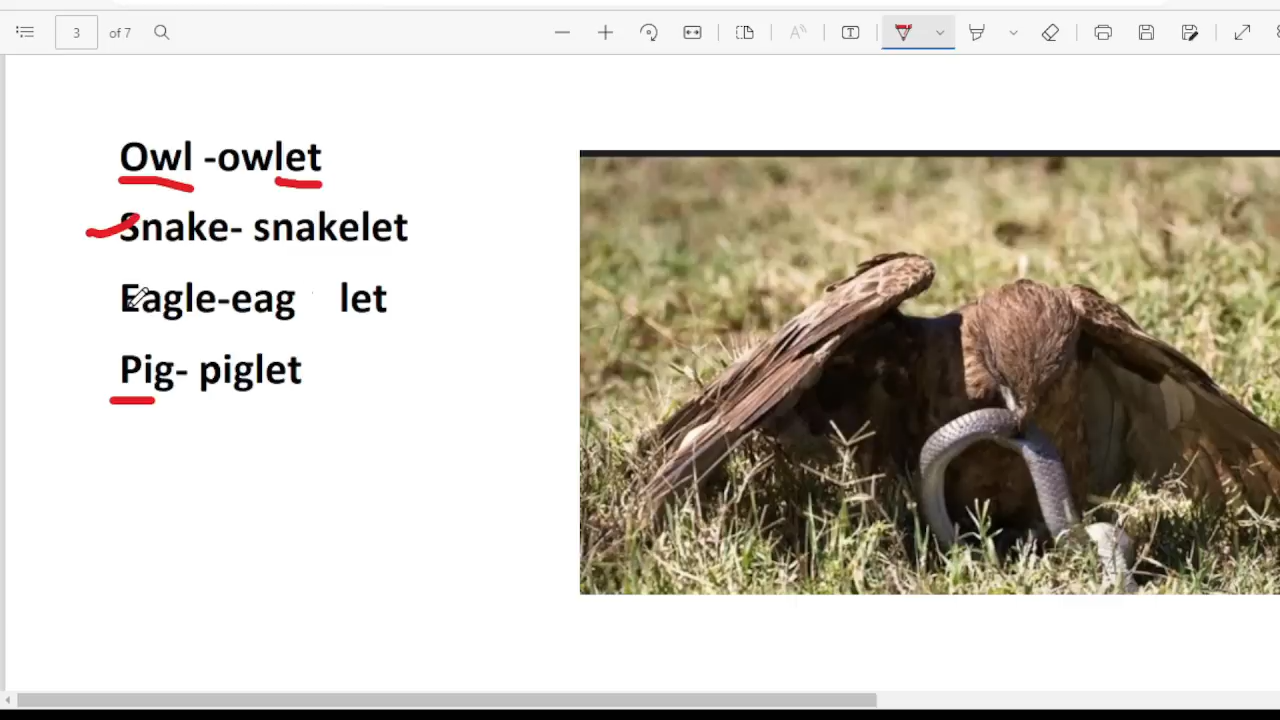 3 of 7
Owl -owlet
Snake- snakelet
Eagle-eag let
Pig- piglet